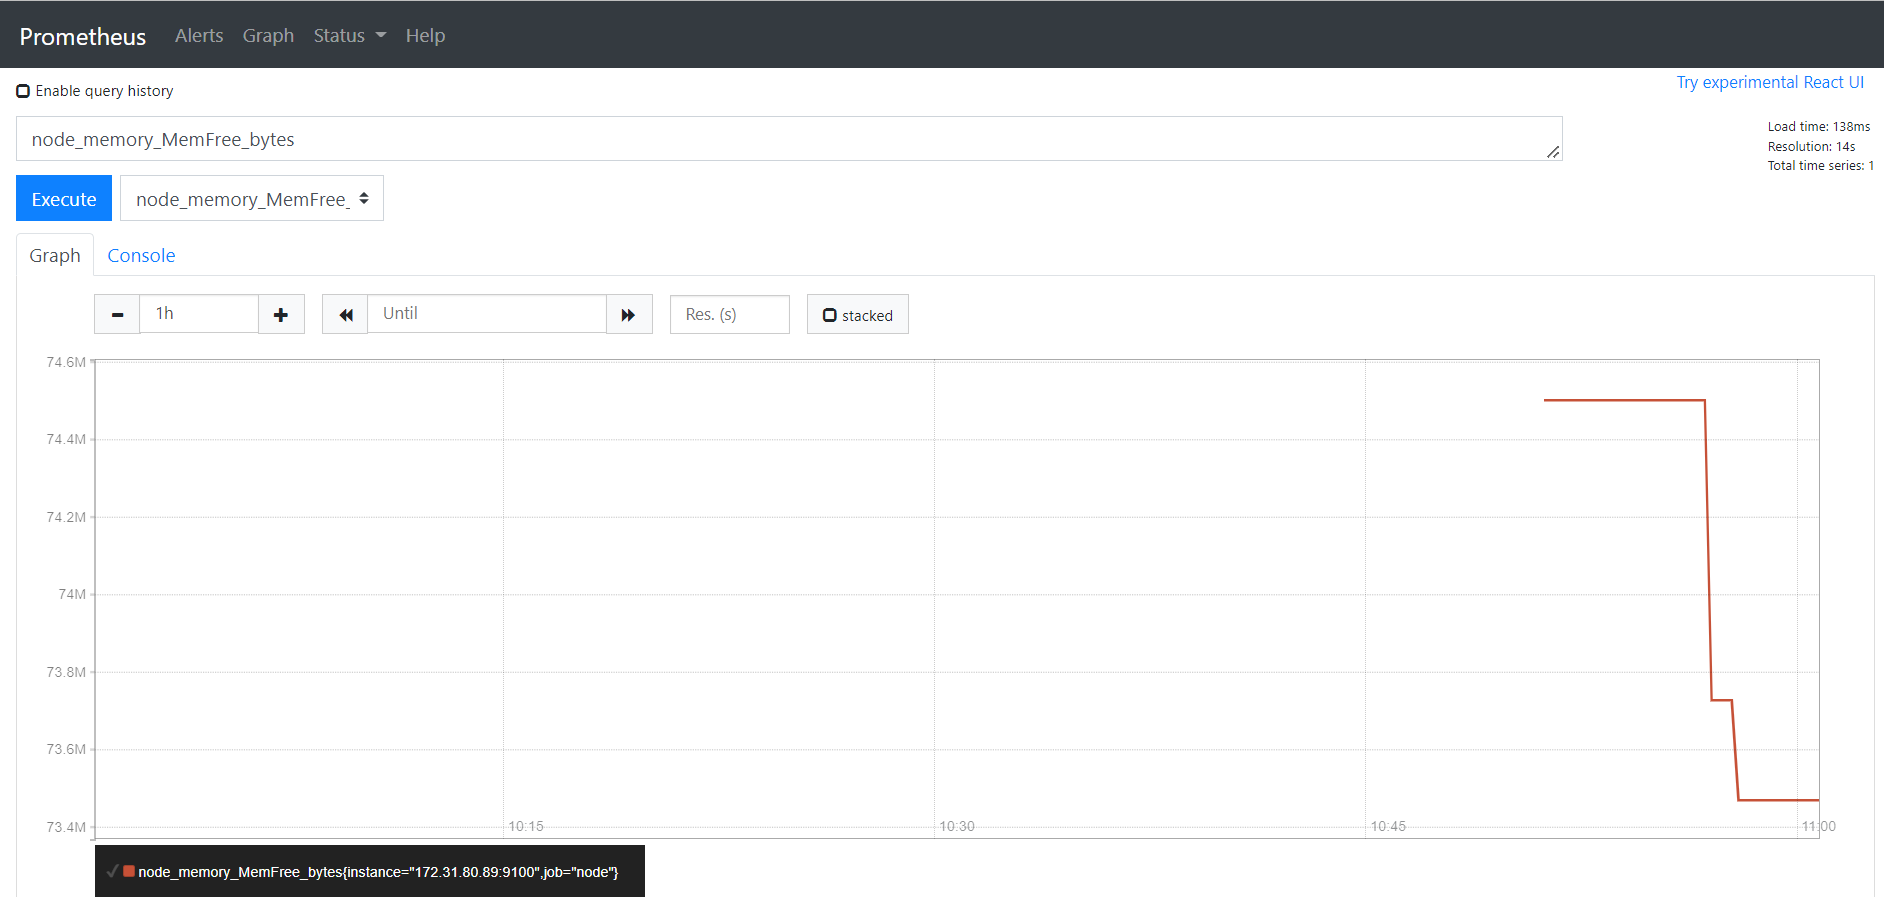 Prometheus Alerts Graph Status Help
Enable query history
Try experimental React UI
node_memory_MemFree_bytes
Load time: 138ms
Resolution: 14s
Total time series: 1
Execute node_memory_MemFree_
Graph Console
1h Until Res. (s) stacked
74.6M
74.4M
74.2M
74M
73.8M
73.6M
73.4M
10:15 10:30 10:45 11:00
node_memory_MemFree_bytes{instance="172.31.80.89:9100",job="node"}